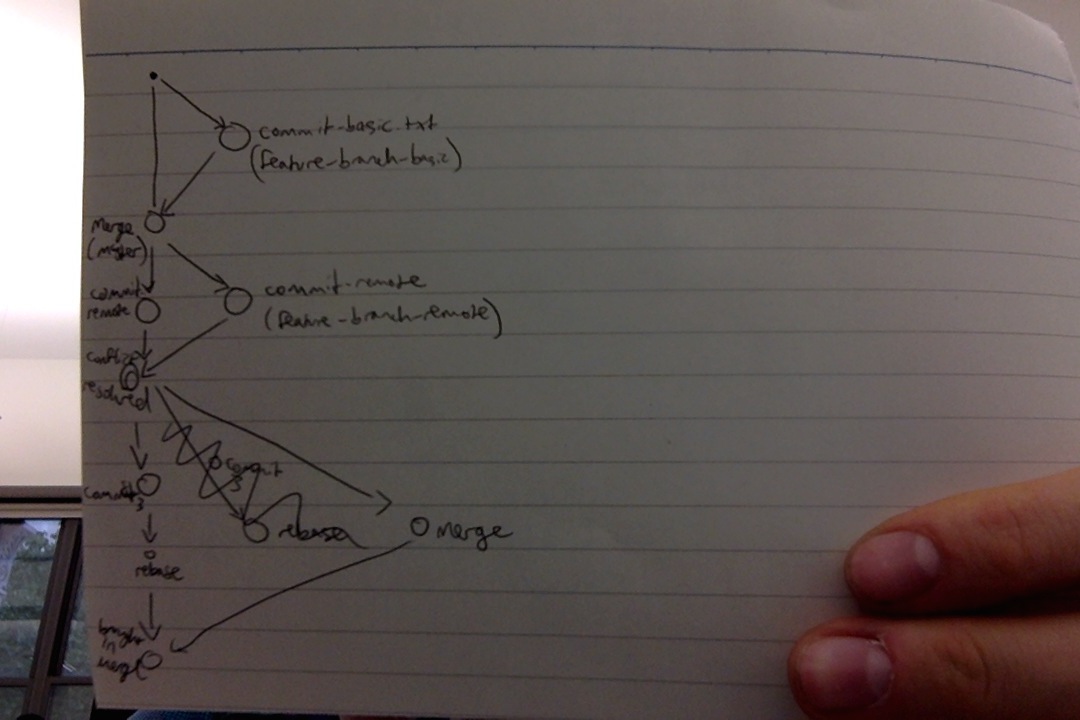 commit-basic.txt
(feature-branch-basic)
Merge
(master)
commit
remote
commit-remote
(feature-branch-remote)
conflict
resolved
commit
3
commit
3
rebase
merge
rebase
brought
in
merge